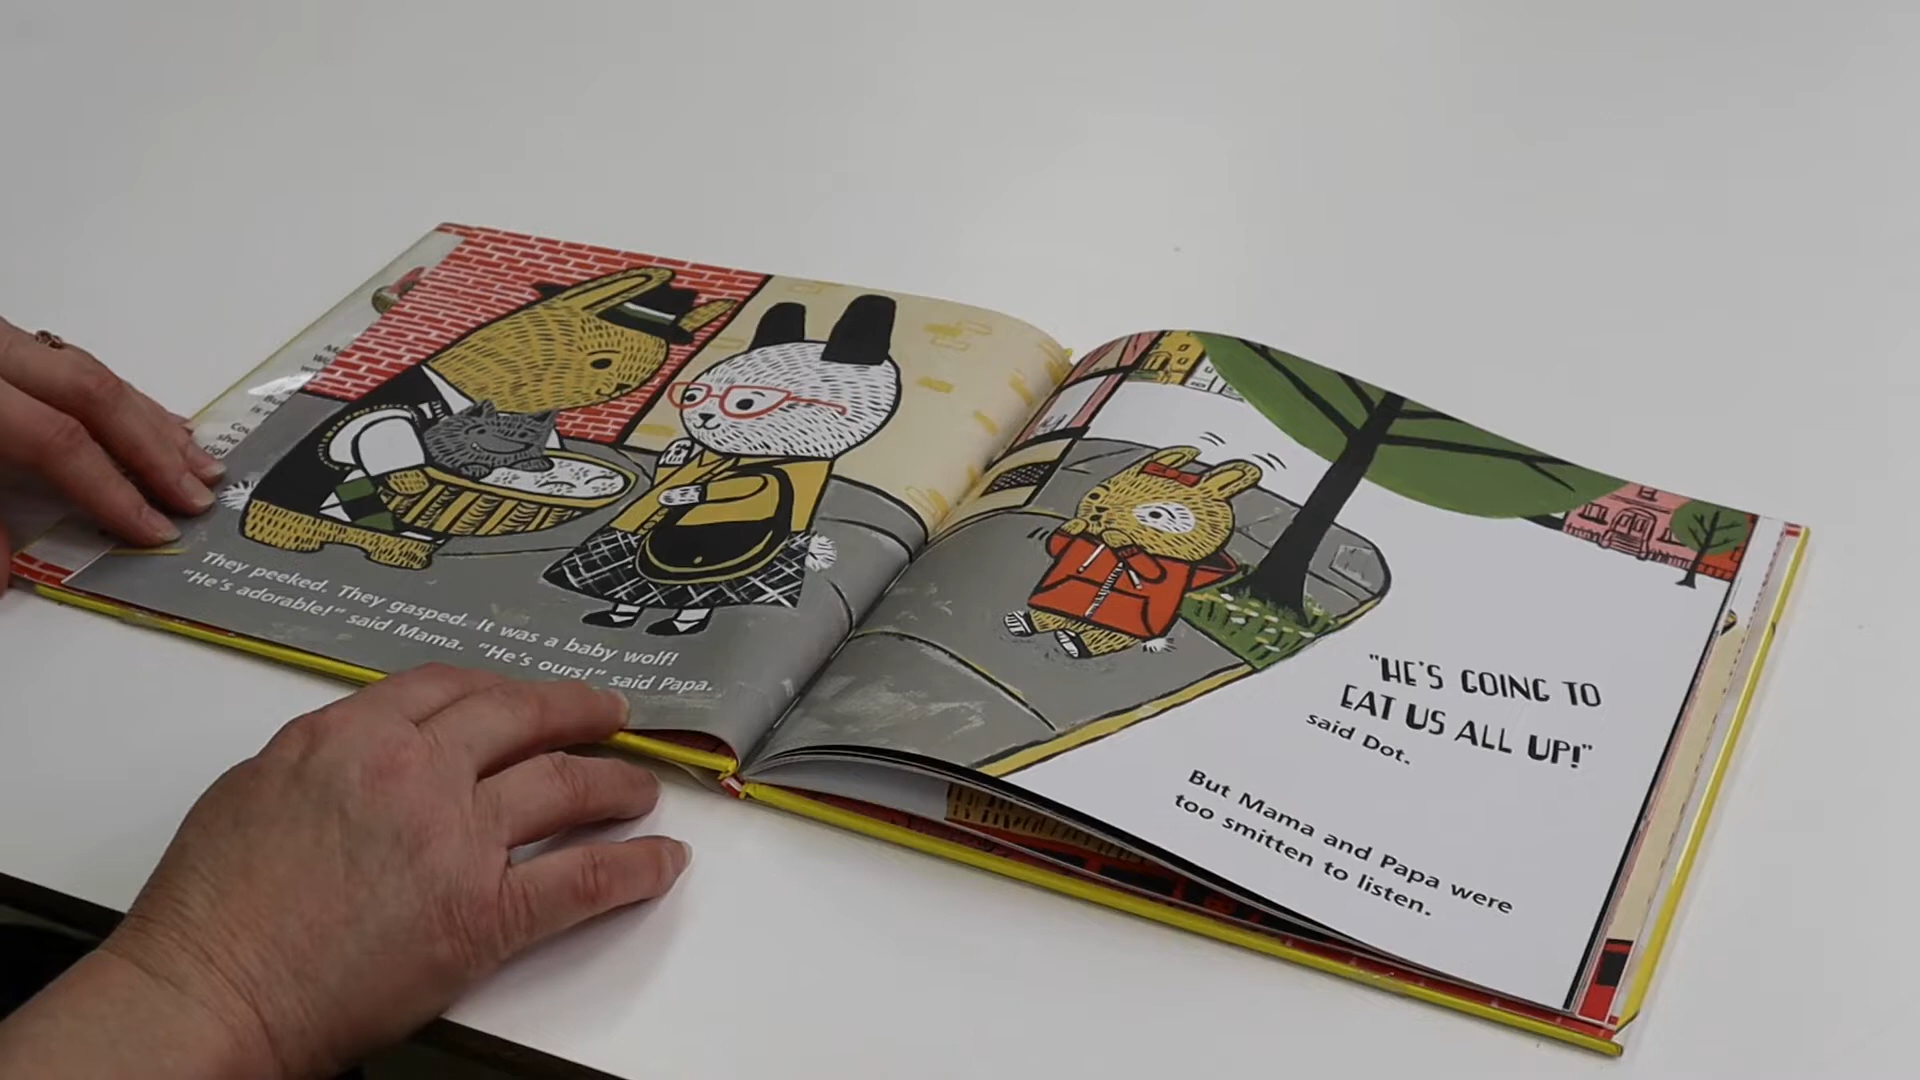 They peeked. They gasped. It was a baby wolf!
"He's adorable!" said Mama. "He's ours!" said Papa.
"HE'S GOING TO
EAT US ALL UP!"
said Dot.
But Mama and Papa were
too smitten to listen.